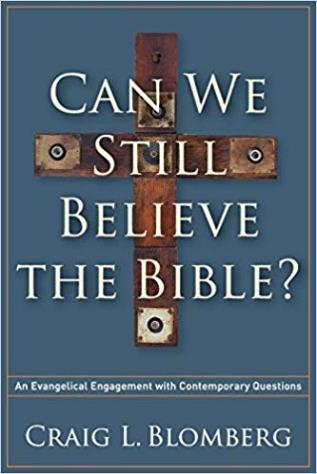 CAN WE
STILL
BELIEVE
THE BIBLE?
An Evangelical Engagement with Contemporary Questions
CRAIG L. BLOMBERG